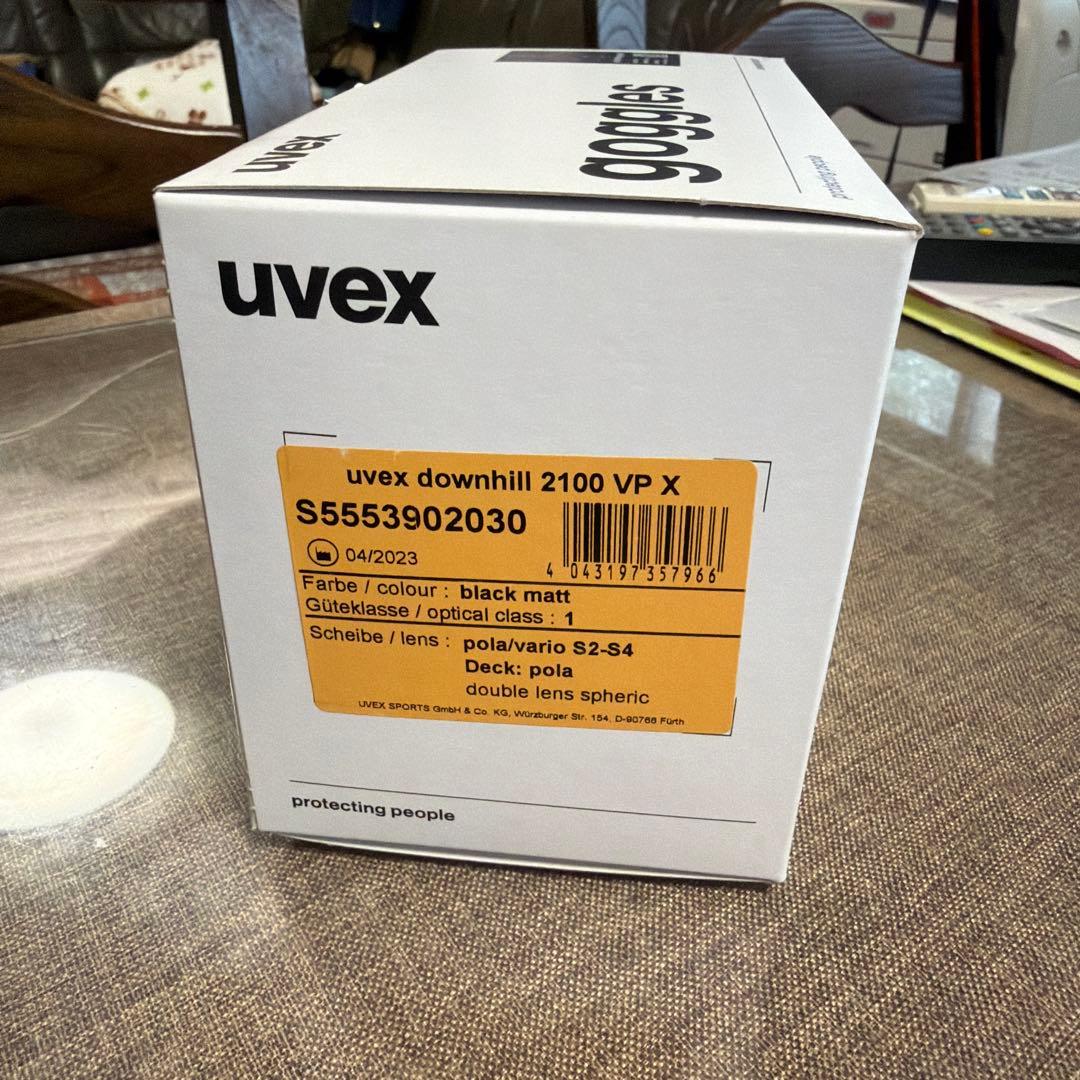 uvex
goggles
protecting people
uvex
uvex downhill 2100 VP X
S5553902030
04/2023
4 043197 357966
Farbe / colour : black matt
Güteklasse / optical class : 1
Scheibe / lens : pola/vario S2-S4
Deck: pola
double lens spheric
UVEX SPORTS GmbH & Co. KG, Würzburger Str. 154, D-90766 Fürth
protecting people